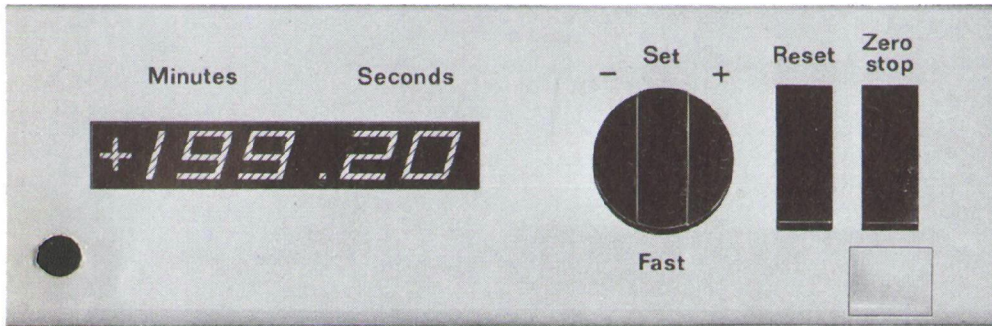 Minutes Seconds
+199.20
- Set +
Fast
Reset
Zero
stop